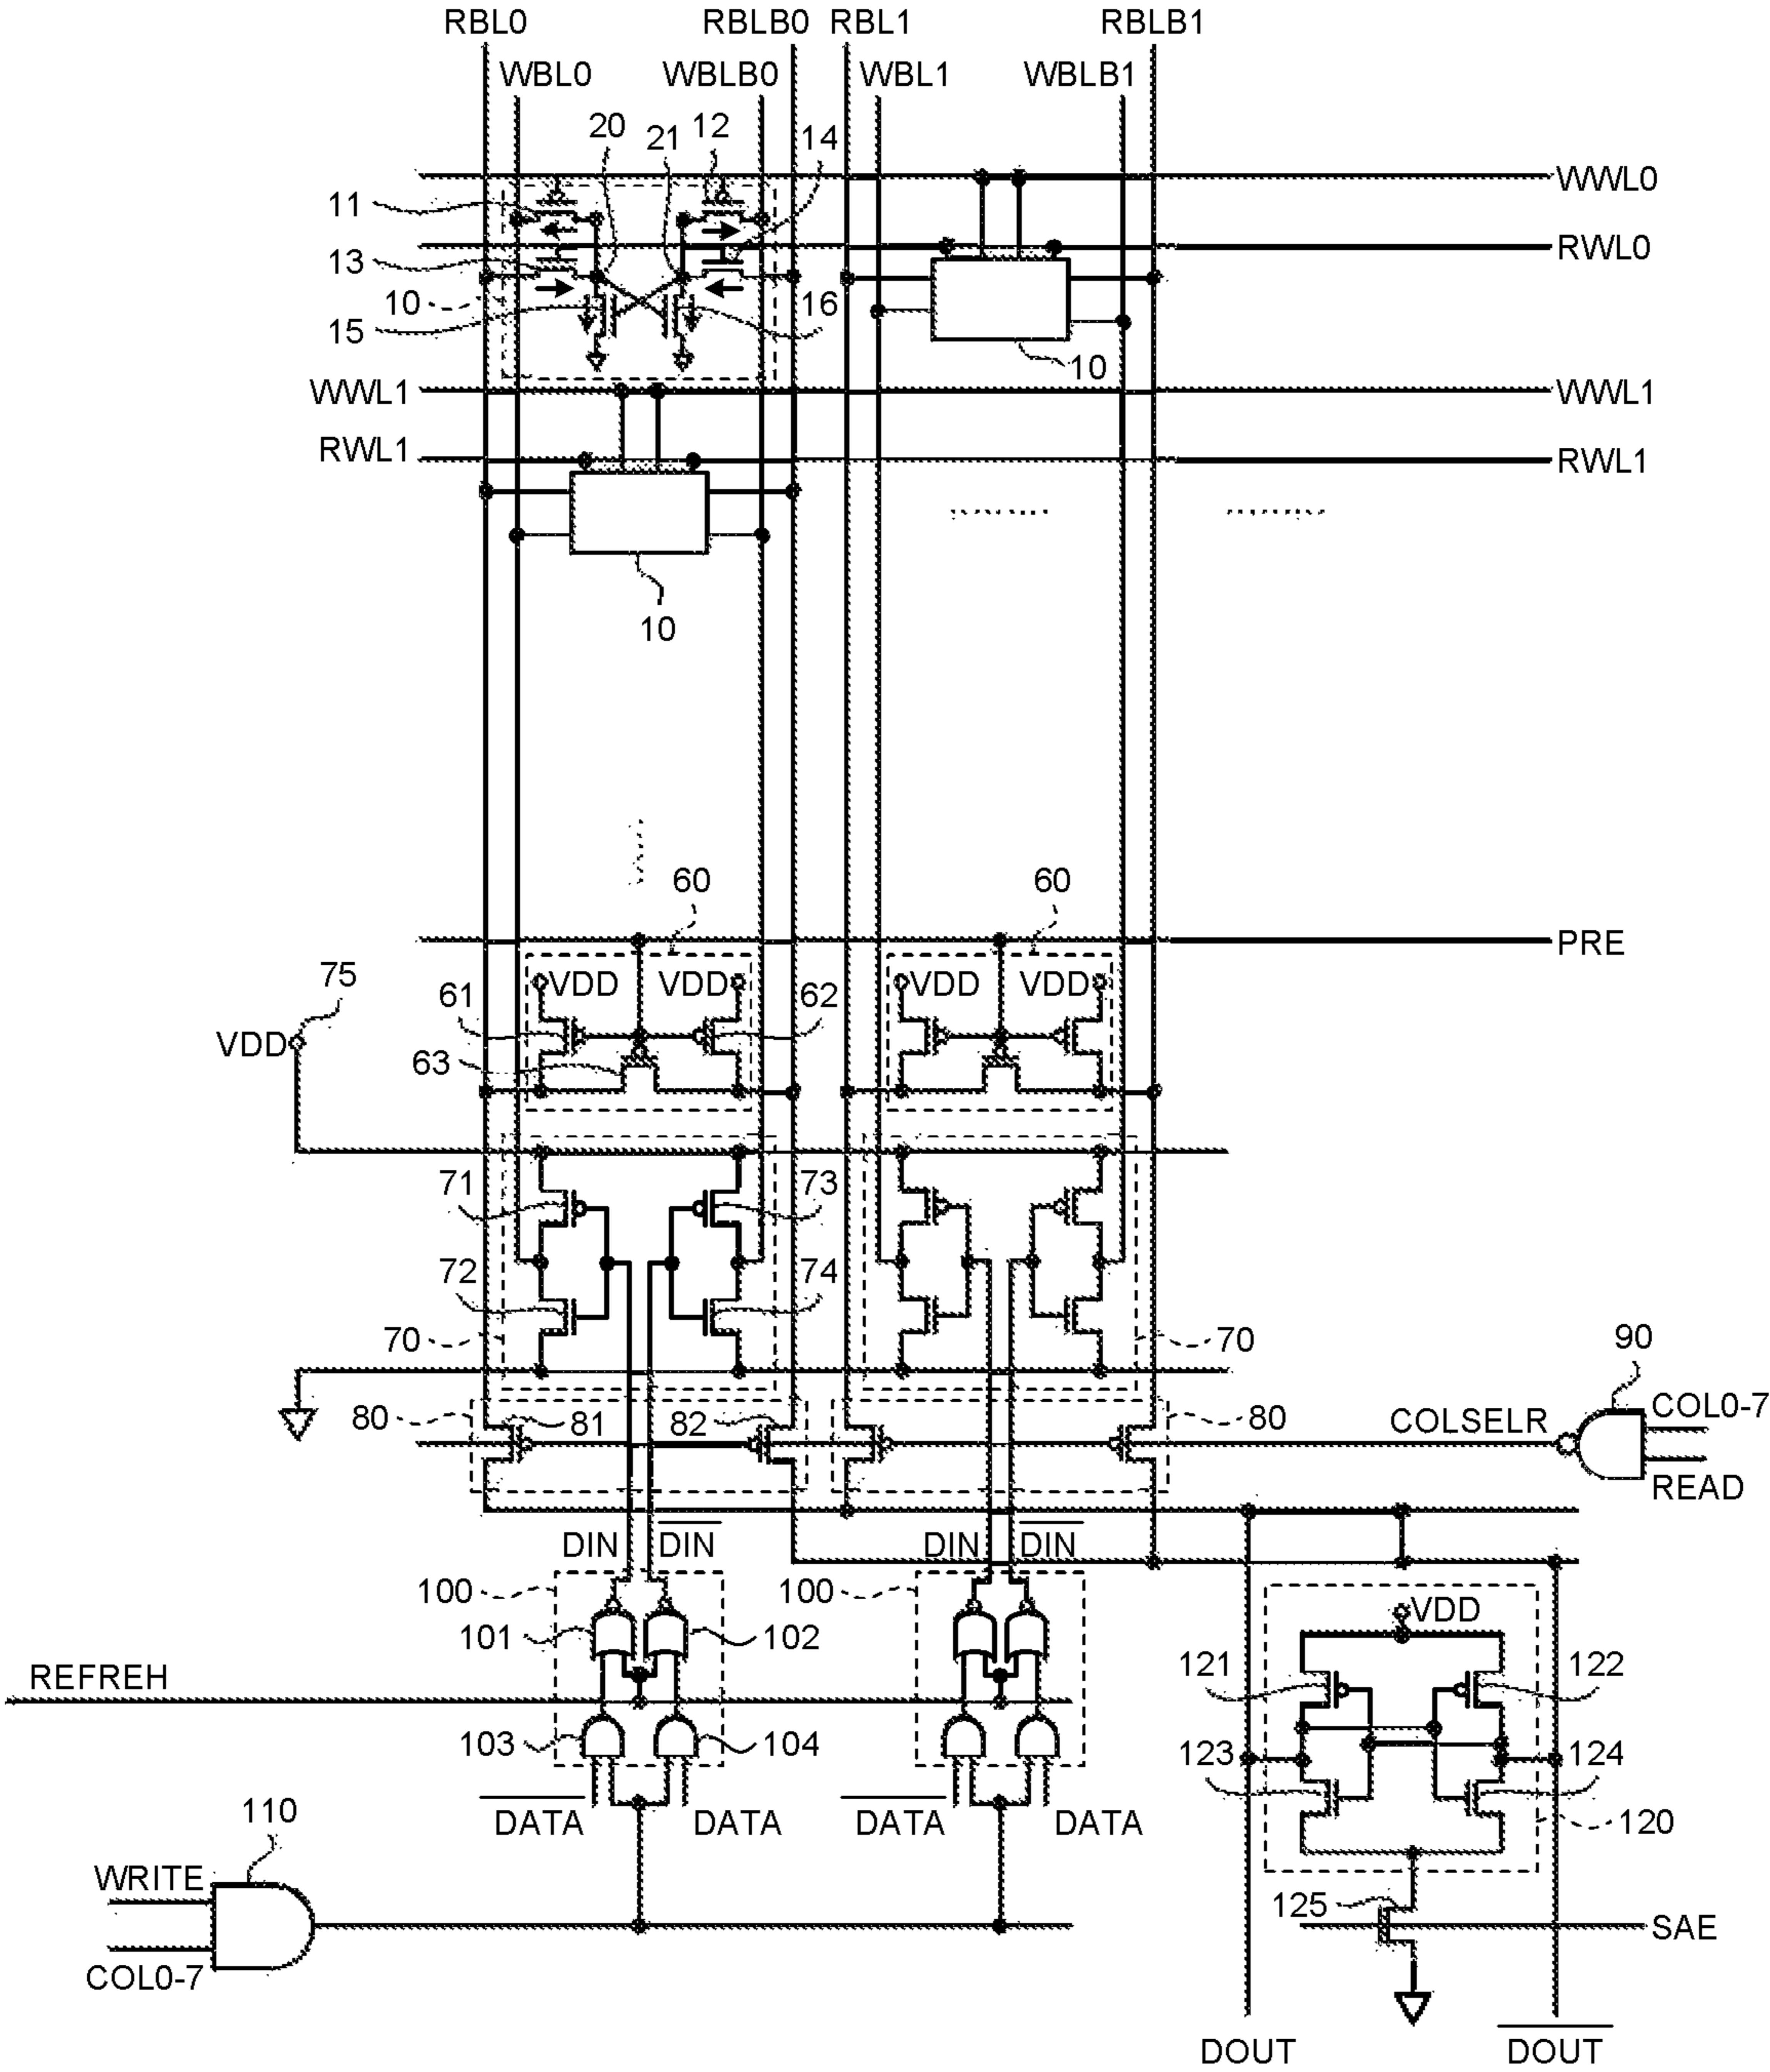 RBL0 RBLB0 RBL1 RBLB1
WBL0 WBLB0 WBL1 WBLB1
20 21 12 14
WWL0
11
RWL0
13
10 16
15 10
WWL1 WWL1
RWL1 RWL1
10
60 60
PRE
75
VDD VDD VDD VDD
61 62
VDD
63
71 73
72 74
70 70
90
80 81 82 80 COLSELR COL0-7
READ
DIN DIN DIN DIN
100 100
VDD
101 102
REFREH 121 122
103 104
123 124
DATA DATA DATA DATA
110 120
WRITE
125
SAE
COL0-7
DOUT DOUT